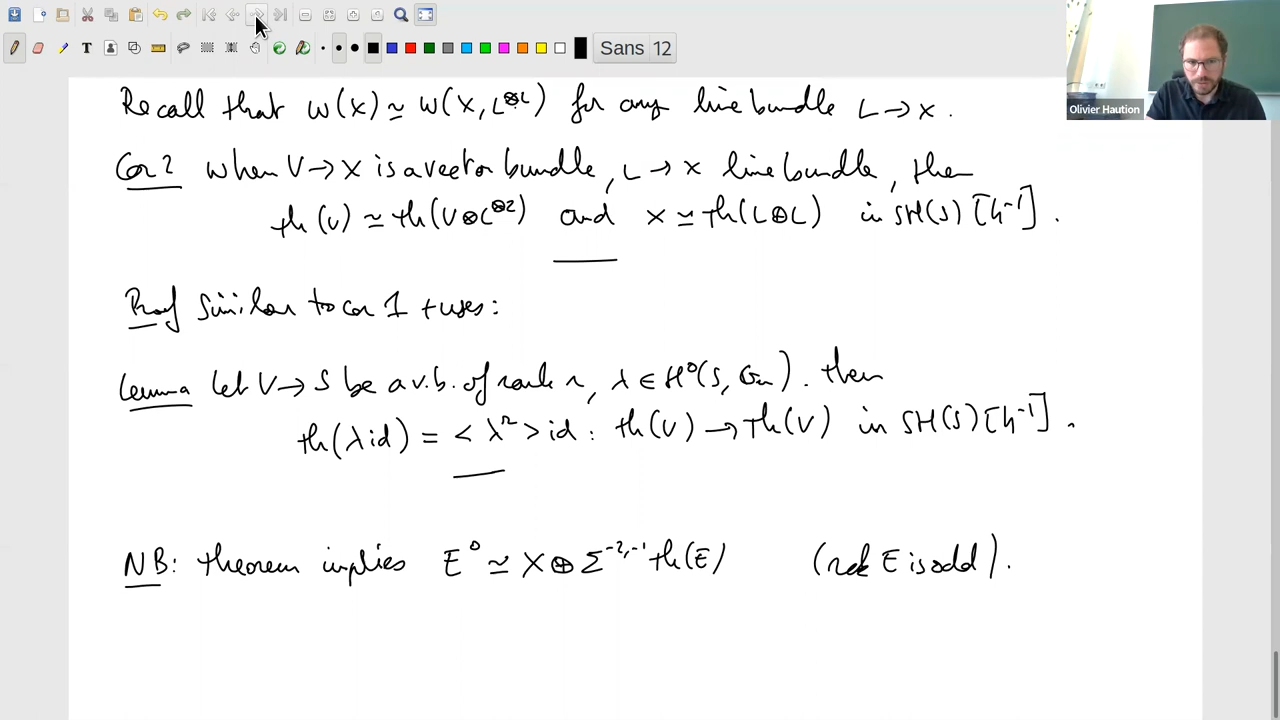 Sans 12
Olivier Haution
Recall that W(X) ≃ W(X, L^{⊗2}) for any line bundle L → X.
Cor 2 When V → X is a vector bundle, L → X line bundle, then
Th(V) ≃ Th(V⊗L^{⊗2}) and X ≃ Th(L⊕L) in SH(S)[η^{-1}].
Proof Similar to cor 1 + uses:
Lemma Let V → S be a v.b. of rank r, λ ∈ H^0(S, G_m). Then
Th(λ id) = <λ^r> id : Th(V) → Th(V) in SH(S)[η^{-1}].
NB: Theorem implies E° ≃ X ⊕ Σ^{-2,-1} Th(E) (rk E is odd).